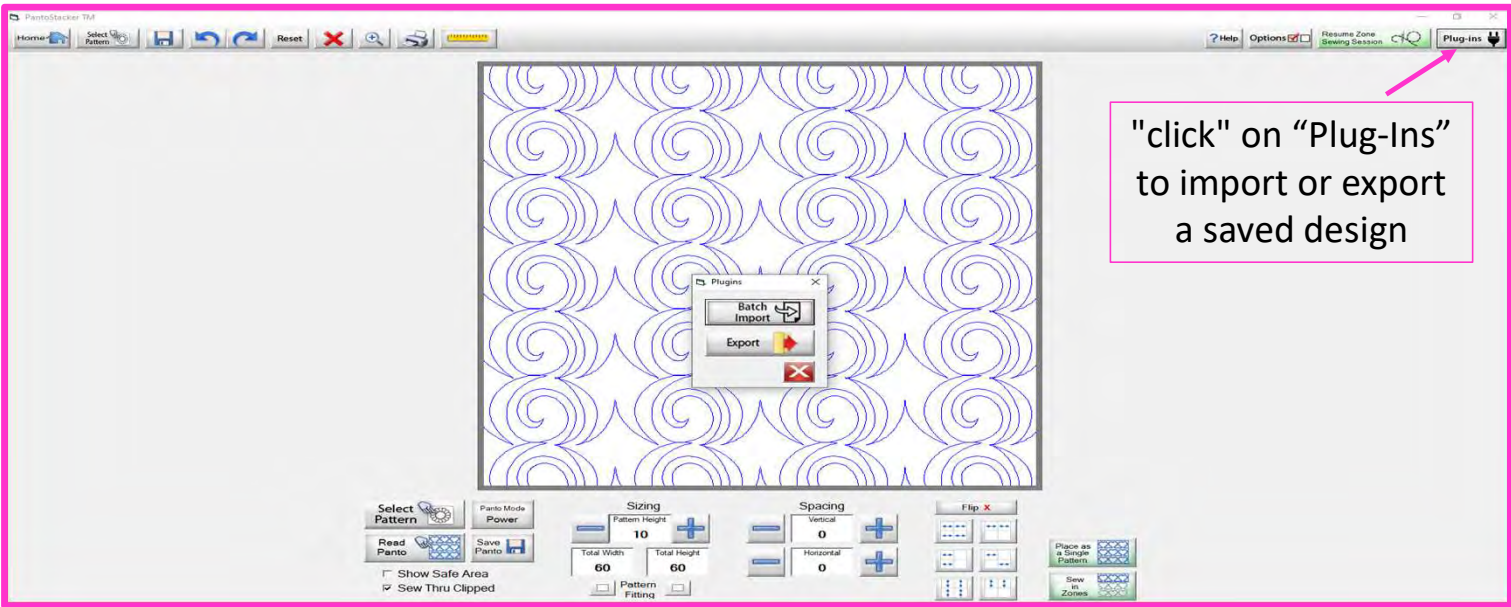 PantoStacker TM
Home
Select
Pattern
Reset
? Help
Options
Resume Zone
Sewing Session
Plug-ins
"click" on “Plug-Ins”
to import or export
a saved design
Plugins
Batch
Import
Export
Select
Pattern
Panto Mode
Power
Read
Panto
Save
Panto
Show Safe Area
Sew Thru Clipped
Sizing
Pattern Height
10
Total Width
60
Total Height
60
Pattern
Fitting
Spacing
Vertical
0
Horizontal
0
Flip X
Place as
a Single
Pattern
Sew
in
Zones